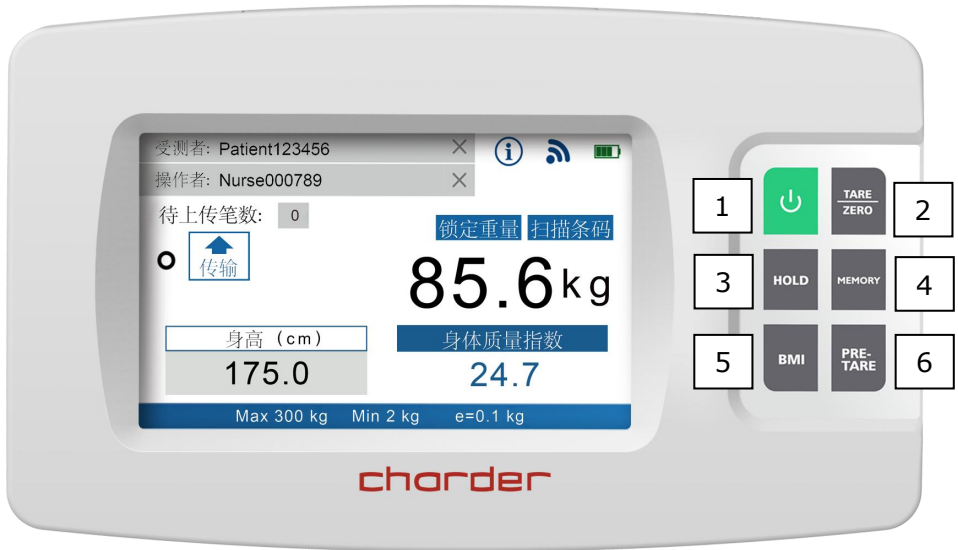 受测者: Patient123456
操作者: Nurse000789
待上传笔数: 0
传输
锁定重量 扫描条码
85.6kg
身高 (cm)
175.0
身体质量指数
24.7
Max 300 kg Min 2 kg e=0.1 kg
charder
1
TARE
ZERO
2
3
HOLD
MEMORY
4
5
BMI
PRE-
TARE
6